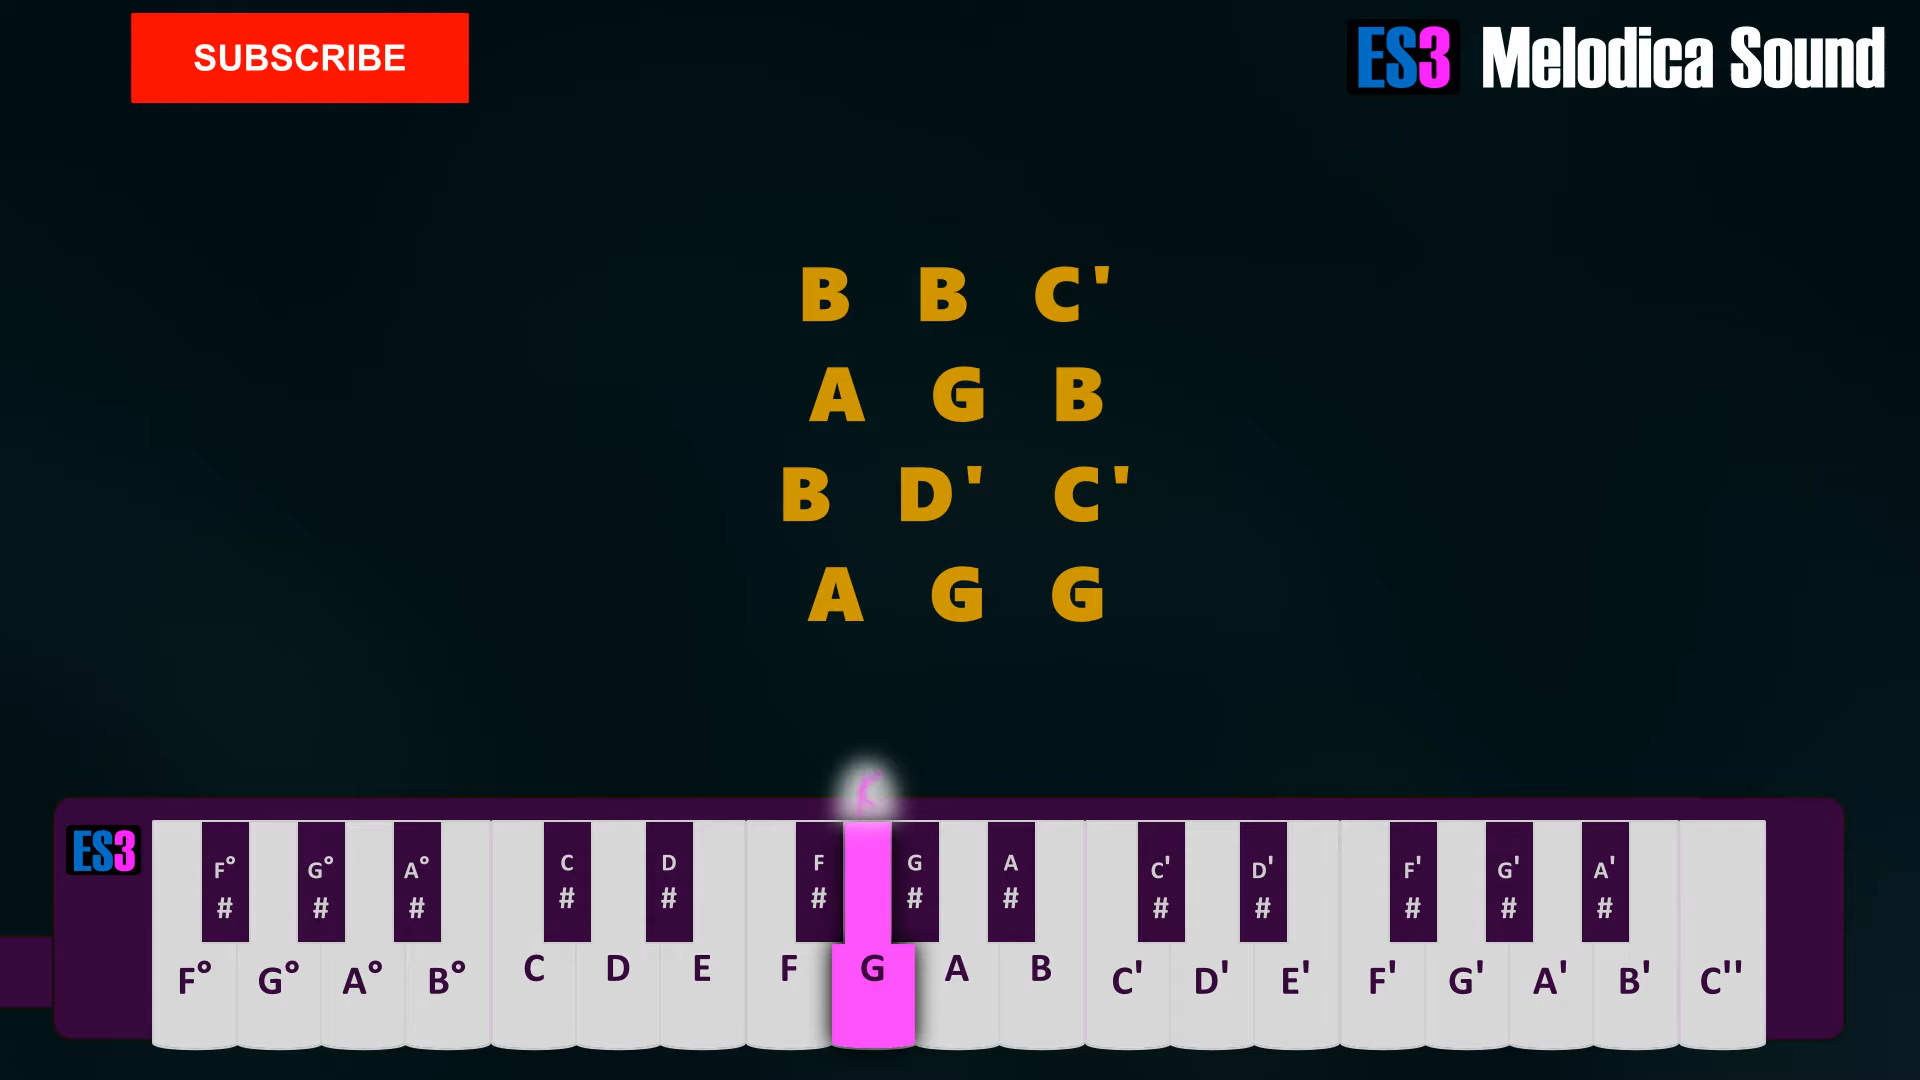 SUBSCRIBE
ES3 Melodica Sound
B B C'
A G B
B D' C'
A G G
ES3
F° # G° # A° # C # D # F # G # A # C' # D' # F' # G' # A' #
F° G° A° B° C D E F G A B C' D' E' F' G' A' B' C''